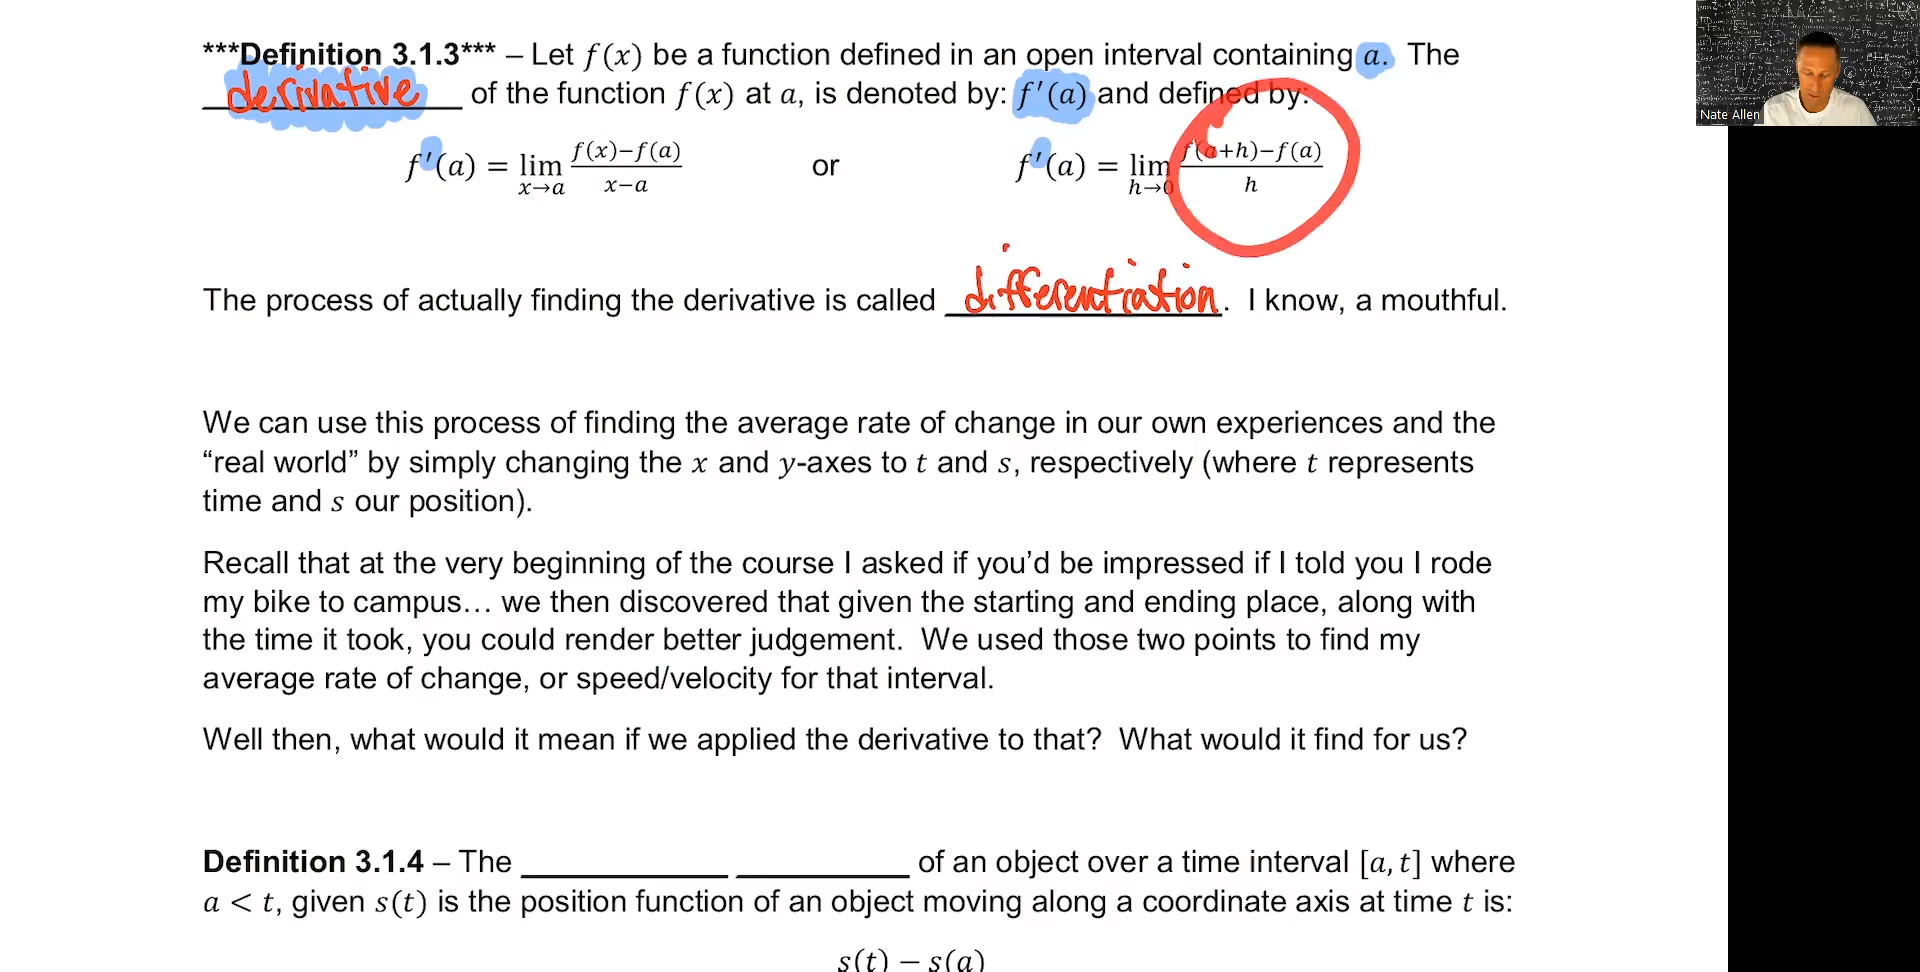 ***Definition 3.1.3*** – Let f(x) be a function defined in an open interval containing a. The
derivative of the function f(x) at a, is denoted by: f'(a) and defined by:
f'(a) = lim x→a f(x)−f(a) / x−a or f'(a) = lim h→0 f(a+h)−f(a) / h
The process of actually finding the derivative is called differentiation. I know, a mouthful.
We can use this process of finding the average rate of change in our own experiences and the
“real world” by simply changing the x and y-axes to t and s, respectively (where t represents
time and s our position).
Recall that at the very beginning of the course I asked if you’d be impressed if I told you I rode
my bike to campus… we then discovered that given the starting and ending place, along with
the time it took, you could render better judgement. We used those two points to find my
average rate of change, or speed/velocity for that interval.
Well then, what would it mean if we applied the derivative to that? What would it find for us?
Definition 3.1.4 – The ____________ __________ of an object over a time interval [a, t] where
a < t, given s(t) is the position function of an object moving along a coordinate axis at time t is:
s(t) − s(a)
Nate Allen